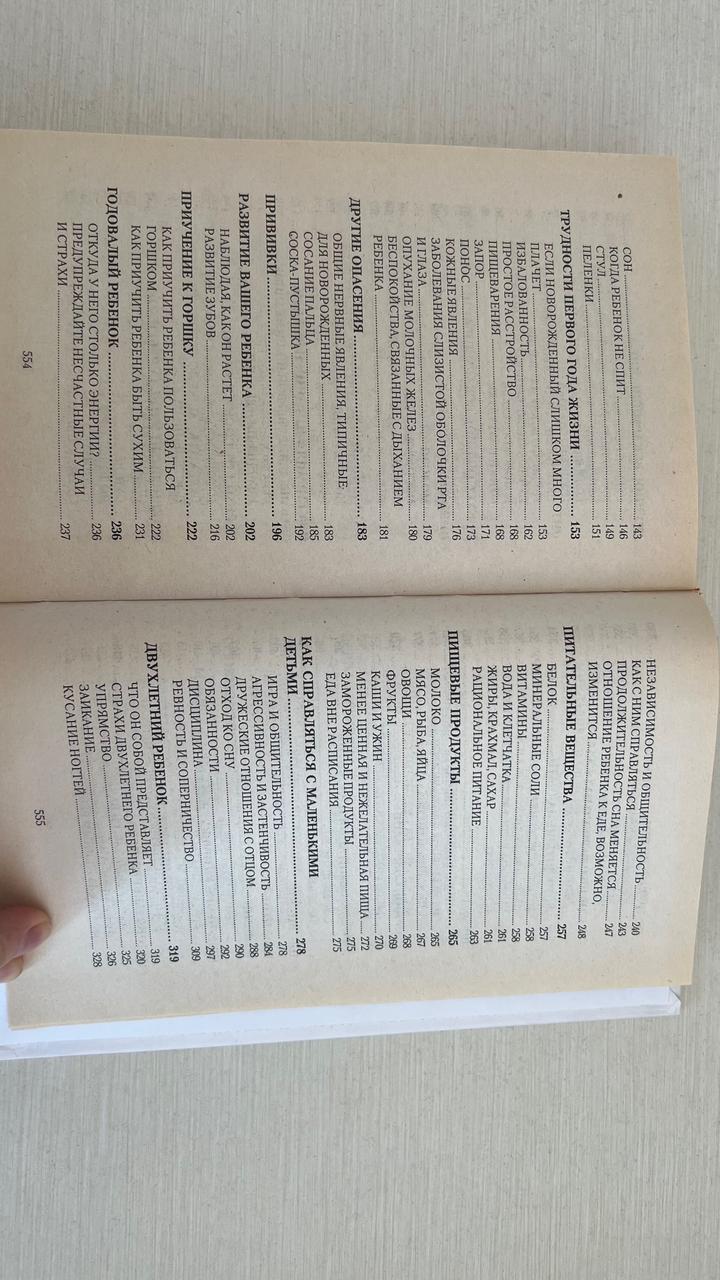 СОН ..... 143
КОГДА РЕБЕНОК НЕ СПИТ ..... 146
СТУЛ ..... 149
ПЕЛЕНКИ ..... 151
ТРУДНОСТИ ПЕРВОГО ГОДА ЖИЗНИ ..... 153
ЕСЛИ НОВОРОЖДЕННЫЙ СЛИШКОМ МНОГО
ПЛАЧЕТ ..... 153
ИЗБАЛОВАННОСТЬ ..... 162
ПРОСТОЕ РАССТРОЙСТВО ..... 168
ПИЩЕВАРЕНИЯ ..... 168
ЗАПОР ..... 171
ПОНОС ..... 173
КОЖНЫЕ ЯВЛЕНИЯ ..... 176
ЗАБОЛЕВАНИЯ СЛИЗИСТОЙ ОБОЛОЧКИ РТА
И ГЛАЗА ..... 179
ОПУХАНИЕ МОЛОЧНЫХ ЖЕЛЕЗ ..... 180
БЕСПОКОЙСТВА, СВЯЗАННЫЕ С ДЫХАНИЕМ
РЕБЕНКА ..... 181
ДРУГИЕ ОПАСЕНИЯ ..... 183
ОБЩИЕ НЕРВНЫЕ ЯВЛЕНИЯ, ТИПИЧНЫЕ
ДЛЯ НОВОРОЖДЕННЫХ ..... 183
СОСАНИЕ ПАЛЬЦА ..... 185
СОСКА-ПУСТЫШКА ..... 192
ПРИВИВКИ ..... 196
РАЗВИТИЕ ВАШЕГО РЕБЕНКА ..... 202
НАБЛЮДАЯ, КАК ОН РАСТЕТ ..... 202
РАЗВИТИЕ ЗУБОВ ..... 216
ПРИУЧЕНИЕ К ГОРШКУ ..... 222
КАК ПРИУЧИТЬ РЕБЕНКА ПОЛЬЗОВАТЬСЯ
ГОРШКОМ ..... 222
КАК ПРИУЧИТЬ РЕБЕНКА БЫТЬ СУХИМ ..... 231
ГОДОВАЛЫЙ РЕБЕНОК ..... 236
ОТКУДА У НЕГО СТОЛЬКО ЭНЕРГИИ? ..... 236
ПРЕДУПРЕЖДАЙТЕ НЕСЧАСТНЫЕ СЛУЧАИ
И СТРАХИ ..... 237
554
НЕЗАВИСИМОСТЬ И ОБЩИТЕЛЬНОСТЬ ..... 240
КАК С НИМ СПРАВЛЯТЬСЯ ..... 243
ПРОДОЛЖИТЕЛЬНОСТЬ СНА МЕНЯЕТСЯ ..... 247
ОТНОШЕНИЕ РЕБЕНКА К ЕДЕ, ВОЗМОЖНО,
ИЗМЕНИТСЯ ..... 248
ПИТАТЕЛЬНЫЕ ВЕЩЕСТВА ..... 257
БЕЛОК ..... 257
МИНЕРАЛЬНЫЕ СОЛИ ..... 258
ВИТАМИНЫ ..... 258
ВОДА И КЛЕТЧАТКА ..... 261
ЖИРЫ, КРАХМАЛ, САХАР ..... 261
РАЦИОНАЛЬНОЕ ПИТАНИЕ ..... 263
ПИЩЕВЫЕ ПРОДУКТЫ ..... 265
МОЛОКО ..... 265
МЯСО, РЫБА, ЯЙЦА ..... 267
ОВОЩИ ..... 268
ФРУКТЫ ..... 269
КАШИ И УЖИН ..... 270
МЕНЕЕ ЦЕННАЯ И НЕЖЕЛАТЕЛЬНАЯ ПИЩА ..... 272
ЗАМОРОЖЕННЫЕ ПРОДУКТЫ ..... 275
ЕДА ВНЕ РАСПИСАНИЯ ..... 275
КАК СПРАВЛЯТЬСЯ С МАЛЕНЬКИМИ
ДЕТЬМИ ..... 278
ИГРА И ОБЩИТЕЛЬНОСТЬ ..... 278
АГРЕССИВНОСТЬ И ЗАСТЕНЧИВОСТЬ ..... 284
ДРУЖЕСКИЕ ОТНОШЕНИЯ С ОТЦОМ ..... 288
ОТХОД КО СНУ ..... 290
ОБЯЗАННОСТИ ..... 292
ДИСЦИПЛИНА ..... 297
РЕВНОСТЬ И СОПЕРНИЧЕСТВО ..... 309
ДВУХЛЕТНИЙ РЕБЕНОК ..... 319
ЧТО ОН СОБОЙ ПРЕДСТАВЛЯЕТ ..... 319
СТРАХИ ДВУХЛЕТНЕГО РЕБЕНКА ..... 320
УПРЯМСТВО ..... 325
ЗАИКАНИЕ ..... 326
КУСАНИЕ НОГТЕЙ ..... 328
555